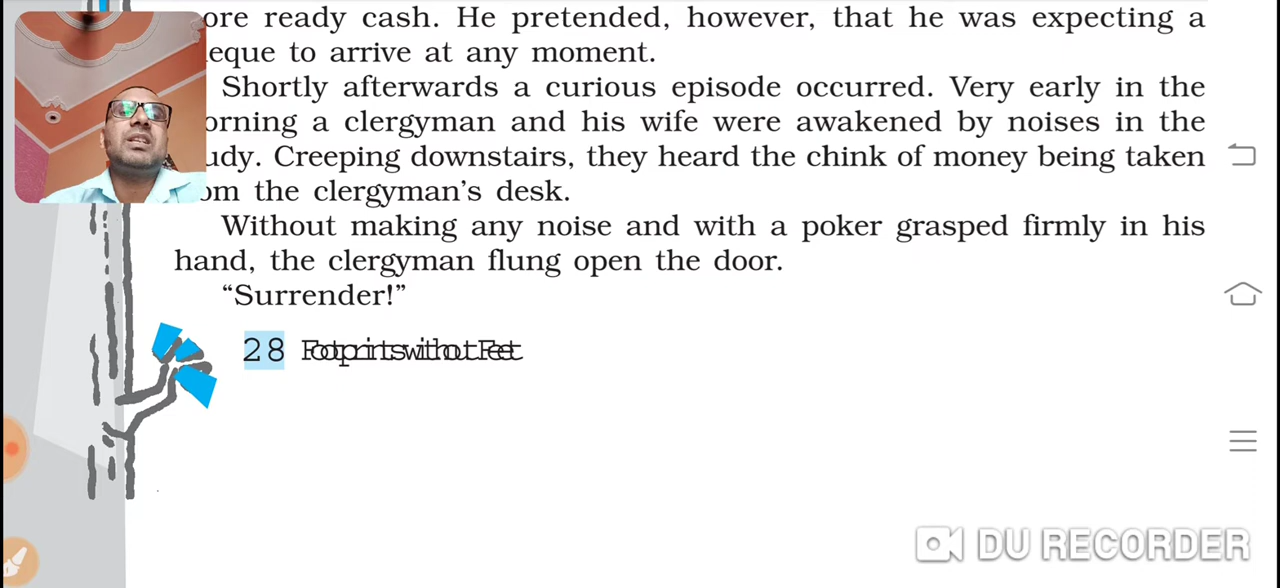 ore ready cash. He pretended, however, that he was expecting a
eque to arrive at any moment.
Shortly afterwards a curious episode occurred. Very early in the
orning a clergyman and his wife were awakened by noises in the
udy. Creeping downstairs, they heard the chink of money being taken
om the clergyman's desk.
Without making any noise and with a poker grasped firmly in his
hand, the clergyman flung open the door.
“Surrender!”
28 Footprints without Feet
DU RECORDER